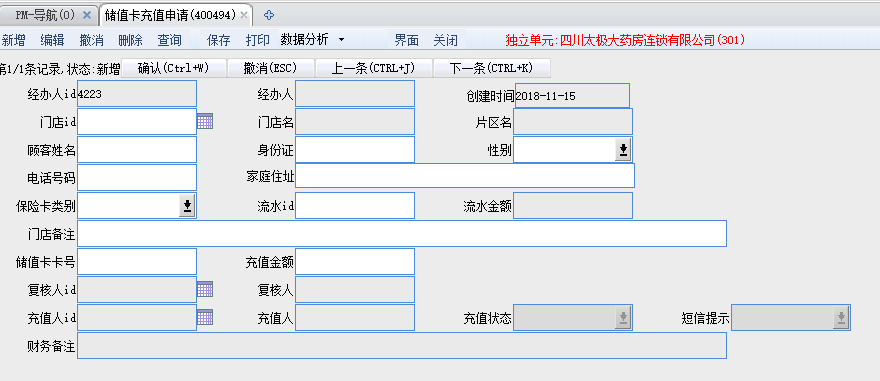 PM-导航(0) 储值卡充值申请(400494)
新增 编辑 撤消 删除 查询 保存 打印 数据分析 界面 关闭 独立单元:四川太极大药房连锁有限公司(301)
第1/1条记录,状态:新增 确认(Ctrl+W) 撤消(ESC) 上一条(CTRL+J) 下一条(CTRL+K)
经办人id 4223 经办人 创建时间 2018-11-15
门店id 门店名 片区名
顾客姓名 身份证 性别
电话号码 家庭住址
保险卡类别 流水id 流水金额
门店备注
储值卡卡号 充值金额
复核人id 复核人
充值人id 充值人 充值状态 短信提示
财务备注